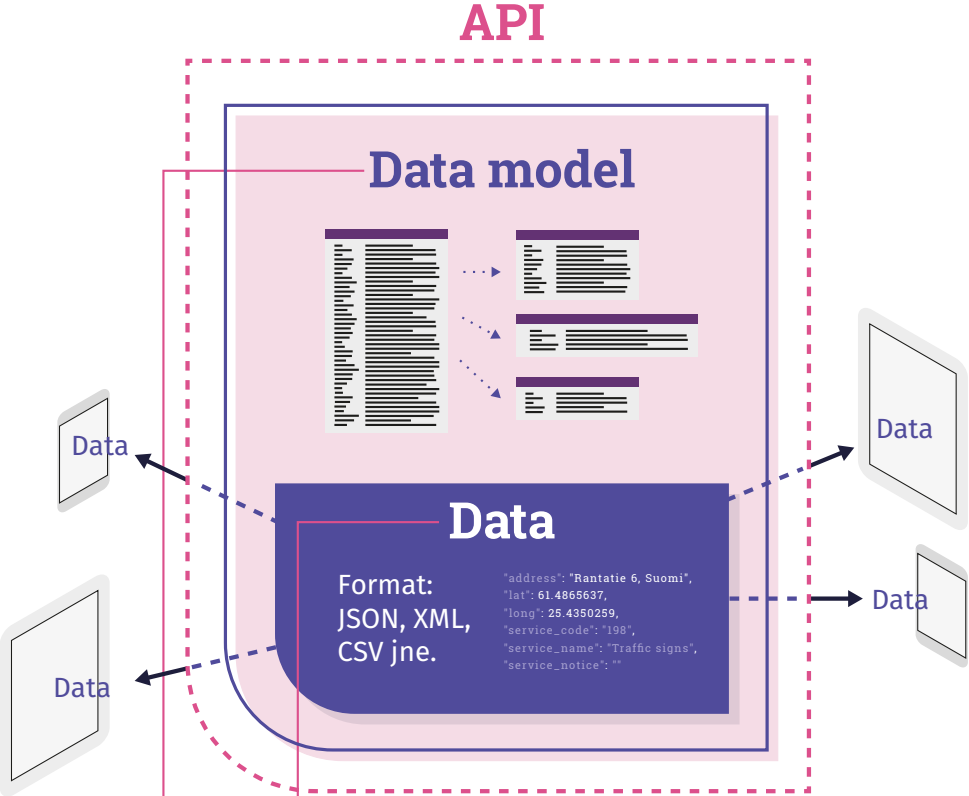 API
Data model
Data
Data
Data
Format:
JSON, XML,
CSV jne.
"address": "Rantatie 6, Suomi",
"lat": 61.4865637,
"long": 25.4350259,
"service_code": "198",
"service_name": "Traffic signs",
"service_notice": ""
Data
Data